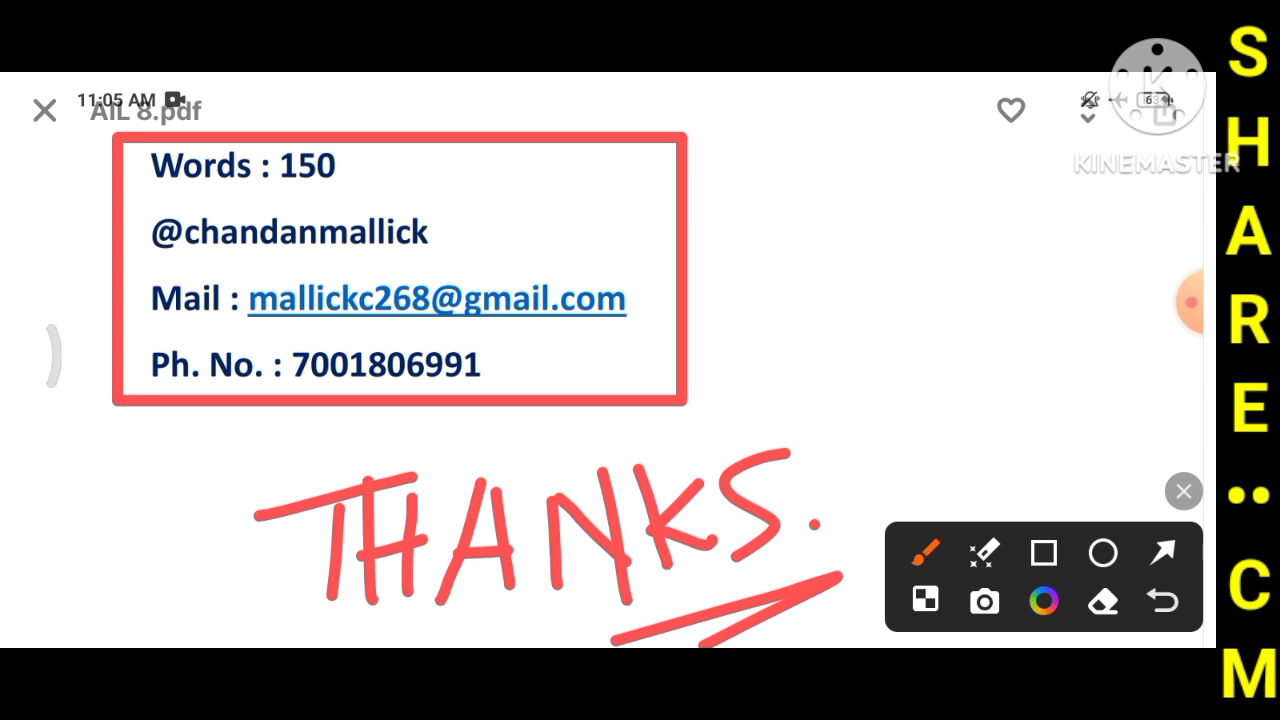 11:05 AM
AIL 8.pdf
63
KINEMASTER
Words : 150
@chandanmallick
Mail : mallickc268@gmail.com
Ph. No. : 7001806991
THANKS.
SHARE••CM